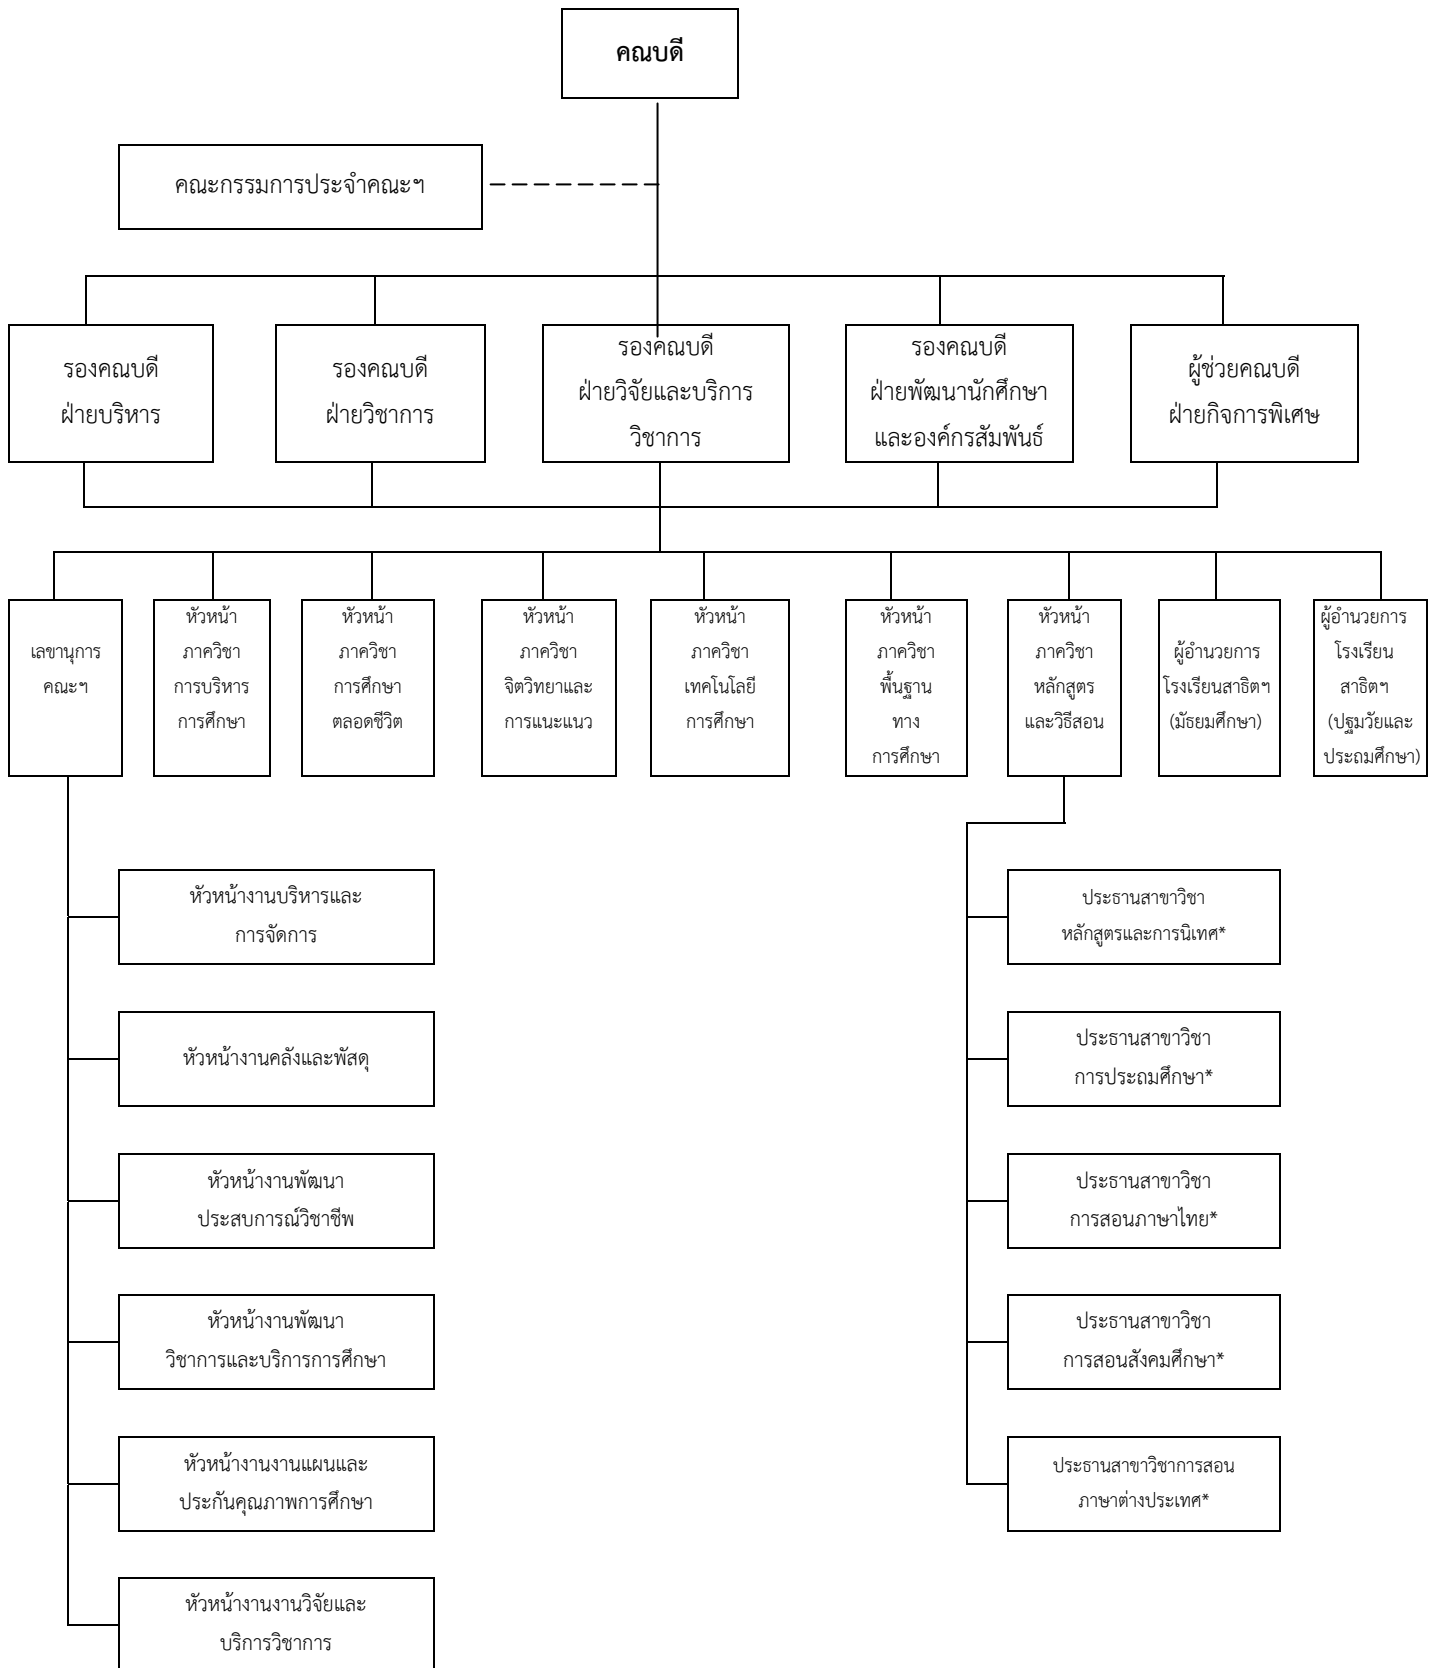 คณบดี
คณะกรรมการประจำคณะฯ
รองคณบดี
ฝ่ายบริหาร
รองคณบดี
ฝ่ายวิชาการ
รองคณบดี
ฝ่ายวิจัยและบริการ
วิชาการ
รองคณบดี
ฝ่ายพัฒนานักศึกษา
และองค์กรสัมพันธ์
ผู้ช่วยคณบดี
ฝ่ายกิจการพิเศษ
เลขานุการ
คณะฯ
หัวหน้า
ภาควิชา
การบริหาร
การศึกษา
หัวหน้า
ภาควิชา
การศึกษา
ตลอดชีวิต
หัวหน้า
ภาควิชา
จิตวิทยาและ
การแนะแนว
หัวหน้า
ภาควิชา
เทคโนโลยี
การศึกษา
หัวหน้า
ภาควิชา
พื้นฐาน
ทาง
การศึกษา
หัวหน้า
ภาควิชา
หลักสูตร
และวิธีสอน
ผู้อำนวยการ
โรงเรียนสาธิตฯ
(มัธยมศึกษา)
ผู้อำนวยการ
โรงเรียน
สาธิตฯ
(ปฐมวัยและ
ประถมศึกษา)
หัวหน้างานบริหารและ
การจัดการ
หัวหน้างานคลังและพัสดุ
หัวหน้างานพัฒนา
ประสบการณ์วิชาชีพ
หัวหน้างานพัฒนา
วิชาการและบริการการศึกษา
หัวหน้างานงานแผนและ
ประกันคุณภาพการศึกษา
หัวหน้างานงานวิจัยและ
บริการวิชาการ
ประธานสาขาวิชา
หลักสูตรและการนิเทศ*
ประธานสาขาวิชา
การประถมศึกษา*
ประธานสาขาวิชา
การสอนภาษาไทย*
ประธานสาขาวิชา
การสอนสังคมศึกษา*
ประธานสาขาวิชาการสอน
ภาษาต่างประเทศ*